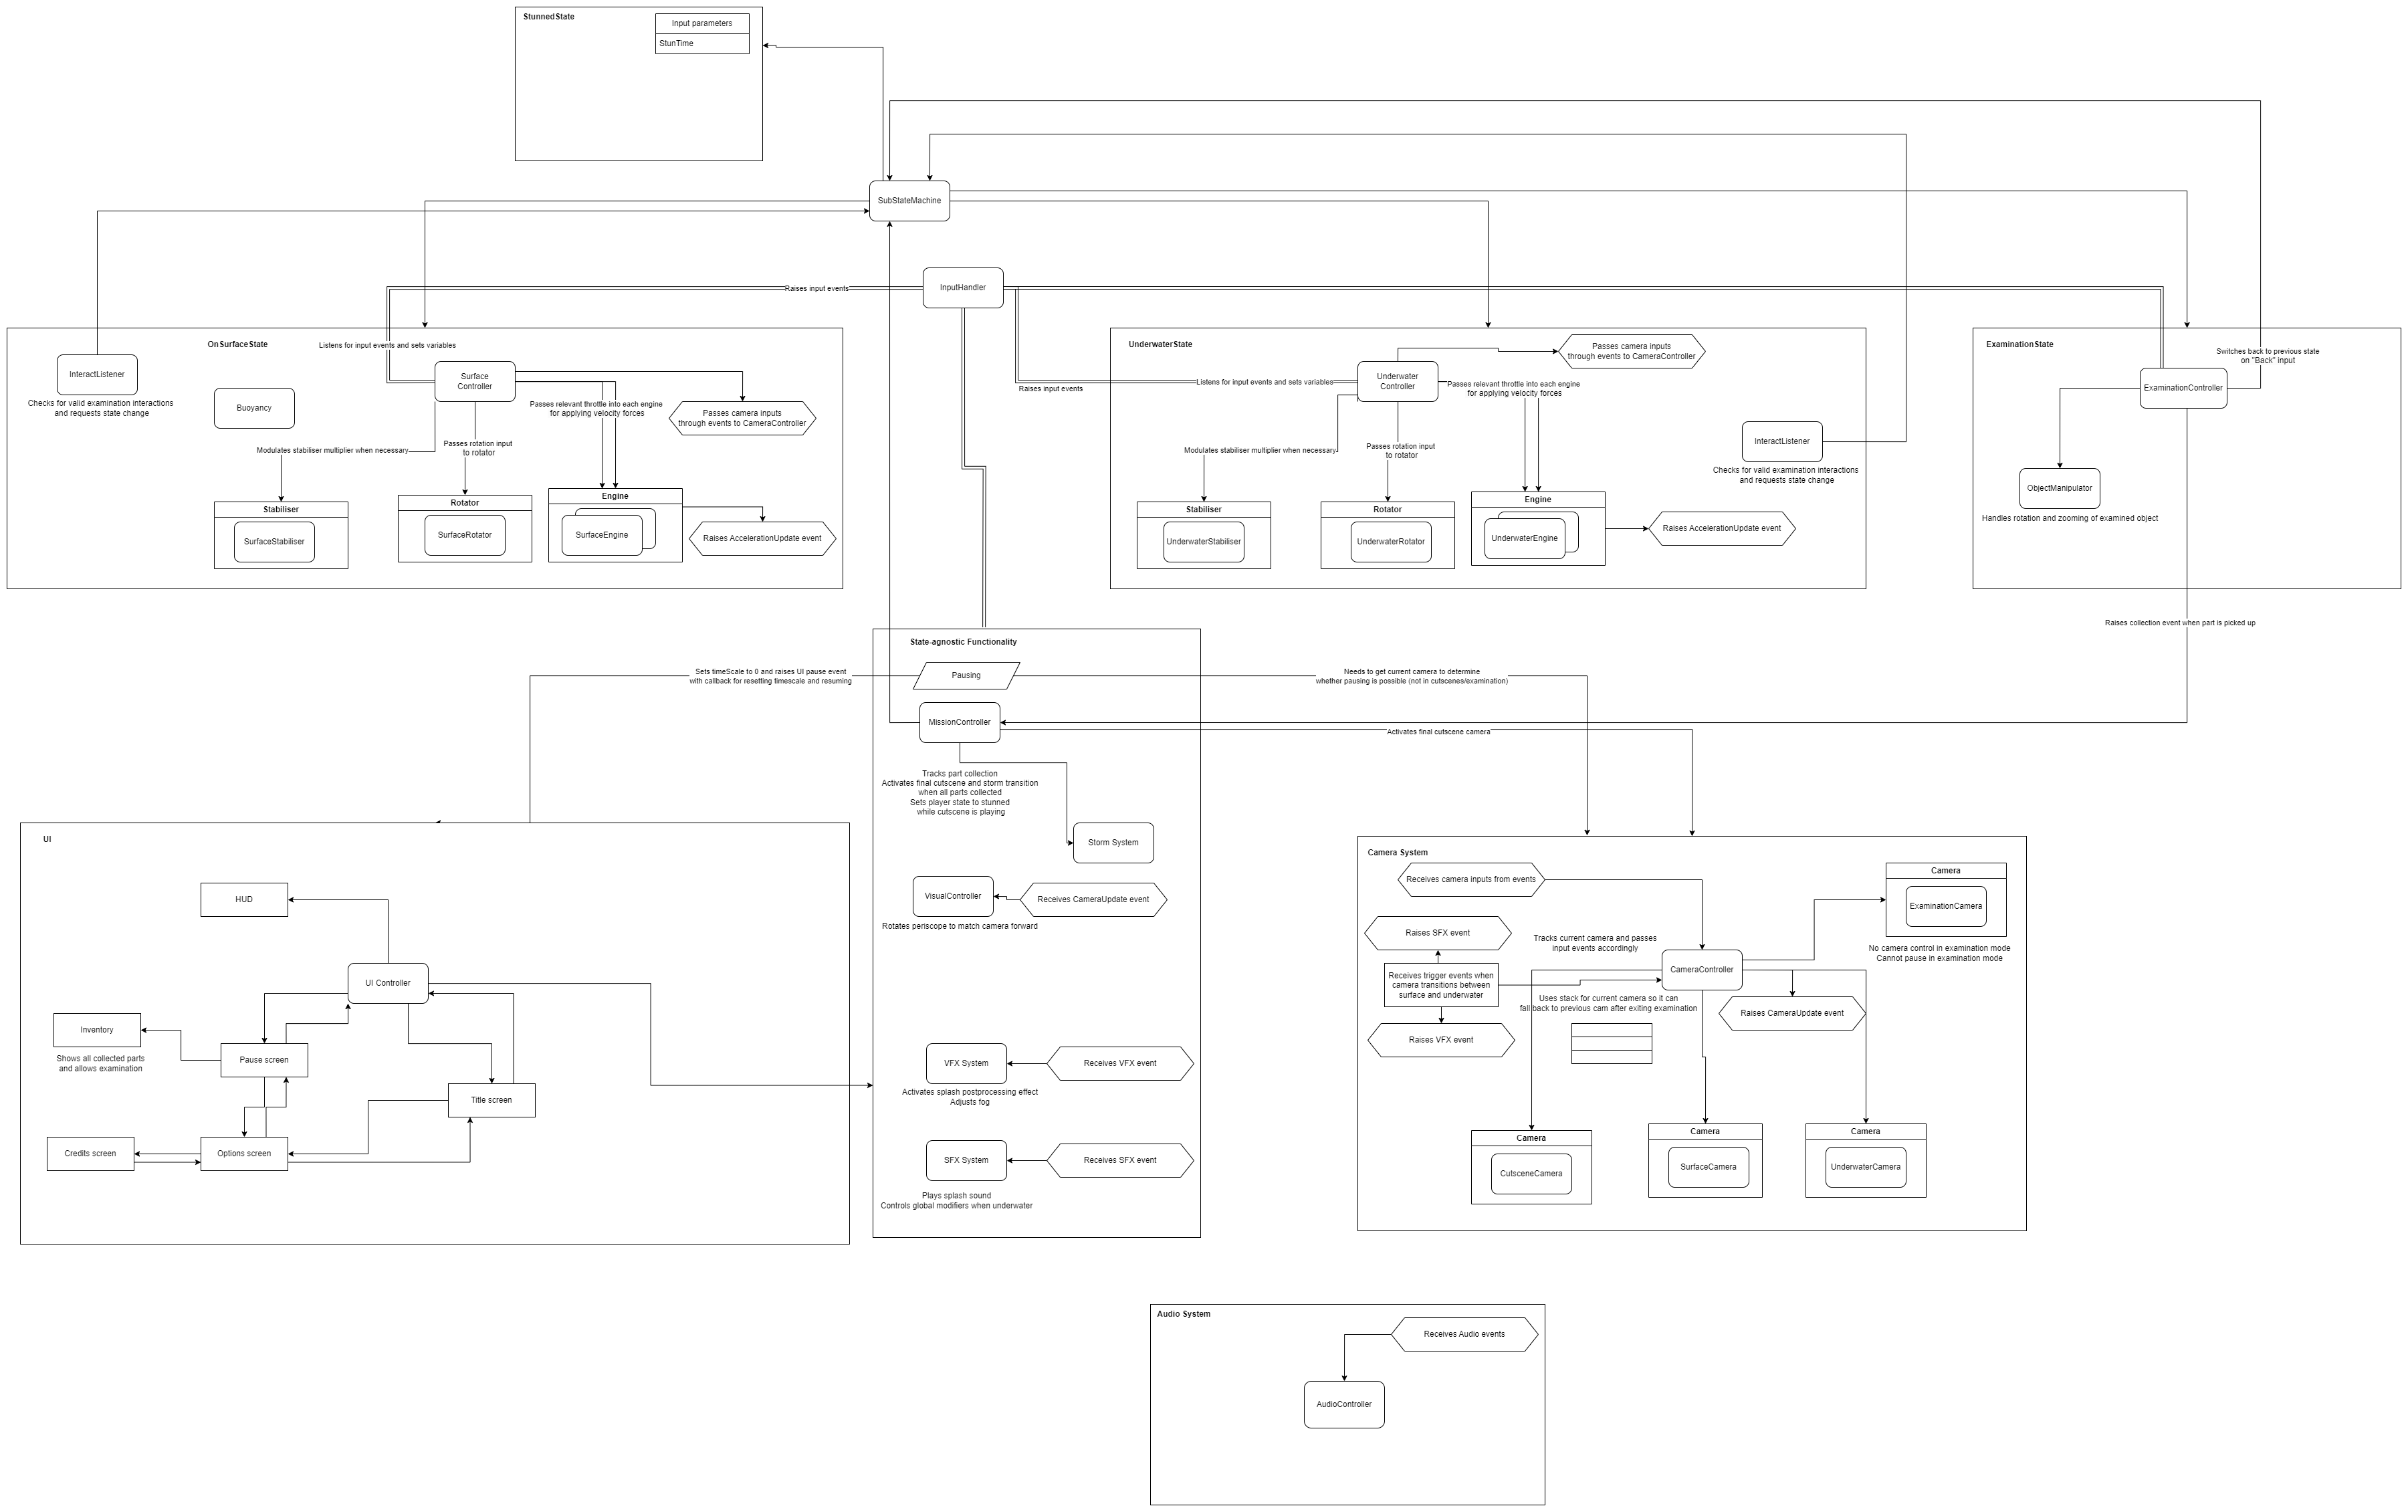 StunnedState
Input parameters
StunTime
SubStateMachine
InputHandler
Raises input events
OnSurfaceState
Listens for input events and sets variables
InteractListener
Checks for valid examination interactions
and requests state change
Buoyancy
Surface
Controller
Passes relevant throttle into each engine
for applying velocity forces
Passes camera inputs
through events to CameraController
Modulates stabiliser multiplier when necessary
Passes rotation input
to rotator
Stabiliser
SurfaceStabiliser
Rotator
SurfaceRotator
Engine
SurfaceEngine
Raises AccelerationUpdate event
UnderwaterState
Raises input events
Listens for input events and sets variables
Underwater
Controller
Passes camera inputs
through events to CameraController
Passes relevant throttle into each engine
for applying velocity forces
Modulates stabiliser multiplier when necessary
Passes rotation input
to rotator
InteractListener
Checks for valid examination interactions
and requests state change
Stabiliser
UnderwaterStabiliser
Rotator
UnderwaterRotator
Engine
UnderwaterEngine
Raises AccelerationUpdate event
ExaminationState
Switches back to previous state
on "Back" input
ExaminationController
ObjectManipulator
Handles rotation and zooming of examined object
Raises collection event when part is picked up
State-agnostic Functionality
Sets timeScale to 0 and raises UI pause event
with callback for resetting timescale and resuming
Pausing
Needs to get current camera to determine
whether pausing is possible (not in cutscenes/examination)
MissionController
Activates final cutscene camera
Tracks part collection
Activates final cutscene and storm transition
when all parts collected
Sets player state to stunned
while cutscene is playing
Storm System
VisualController
Receives CameraUpdate event
Rotates periscope to match camera forward
VFX System
Receives VFX event
Activates splash postprocessing effect
Adjusts fog
SFX System
Receives SFX event
Plays splash sound
Controls global modifiers when underwater
UI
HUD
UI Controller
Inventory
Shows all collected parts
and allows examination
Pause screen
Title screen
Credits screen
Options screen
Camera System
Receives camera inputs from events
Camera
ExaminationCamera
No camera control in examination mode
Cannot pause in examination mode
Raises SFX event
Tracks current camera and passes
input events accordingly
Receives trigger events when
camera transitions between
surface and underwater
CameraController
Uses stack for current camera so it can
fall back to previous cam after exiting examination
Raises CameraUpdate event
Raises VFX event
Camera
CutsceneCamera
Camera
SurfaceCamera
Camera
UnderwaterCamera
Audio System
Receives Audio events
AudioController